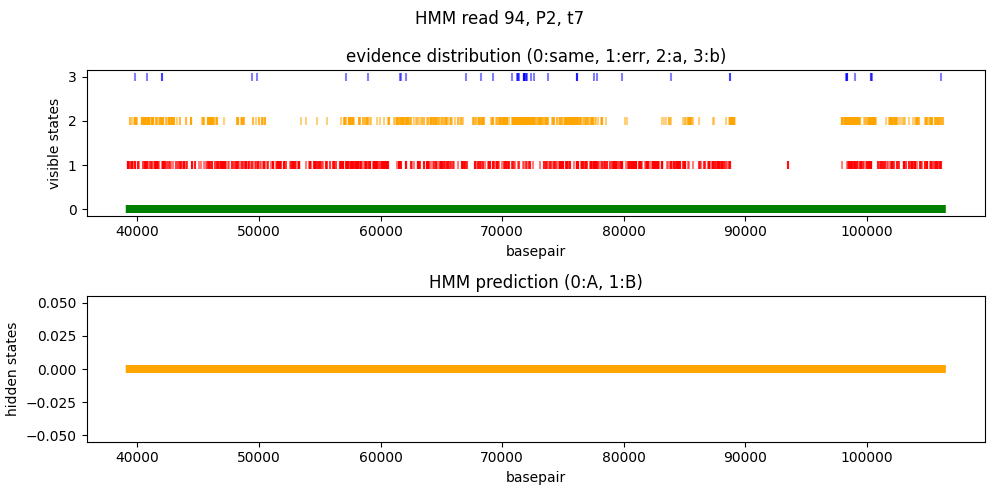 HMM read 94, P2, t7
evidence distribution (0:same, 1:err, 2:a, 3:b)
visible states
3
2
1
0
40000 50000 60000 70000 80000 90000 100000
basepair
HMM prediction (0:A, 1:B)
hidden states
0.050
0.025
0.000
−0.025
−0.050
40000 50000 60000 70000 80000 90000 100000
basepair